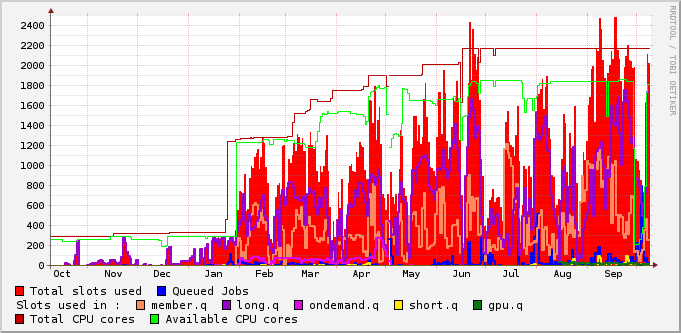 RRDTOOL / TOBI OETIKER
2400
2200
2000
1800
1600
1400
1200
1000
800
600
400
200
0
Oct Nov Dec Jan Feb Mar Apr May Jun Jul Aug Sep
Total slots used Queued Jobs
Slots used in : member.q long.q ondemand.q short.q gpu.q
Total CPU cores Available CPU cores